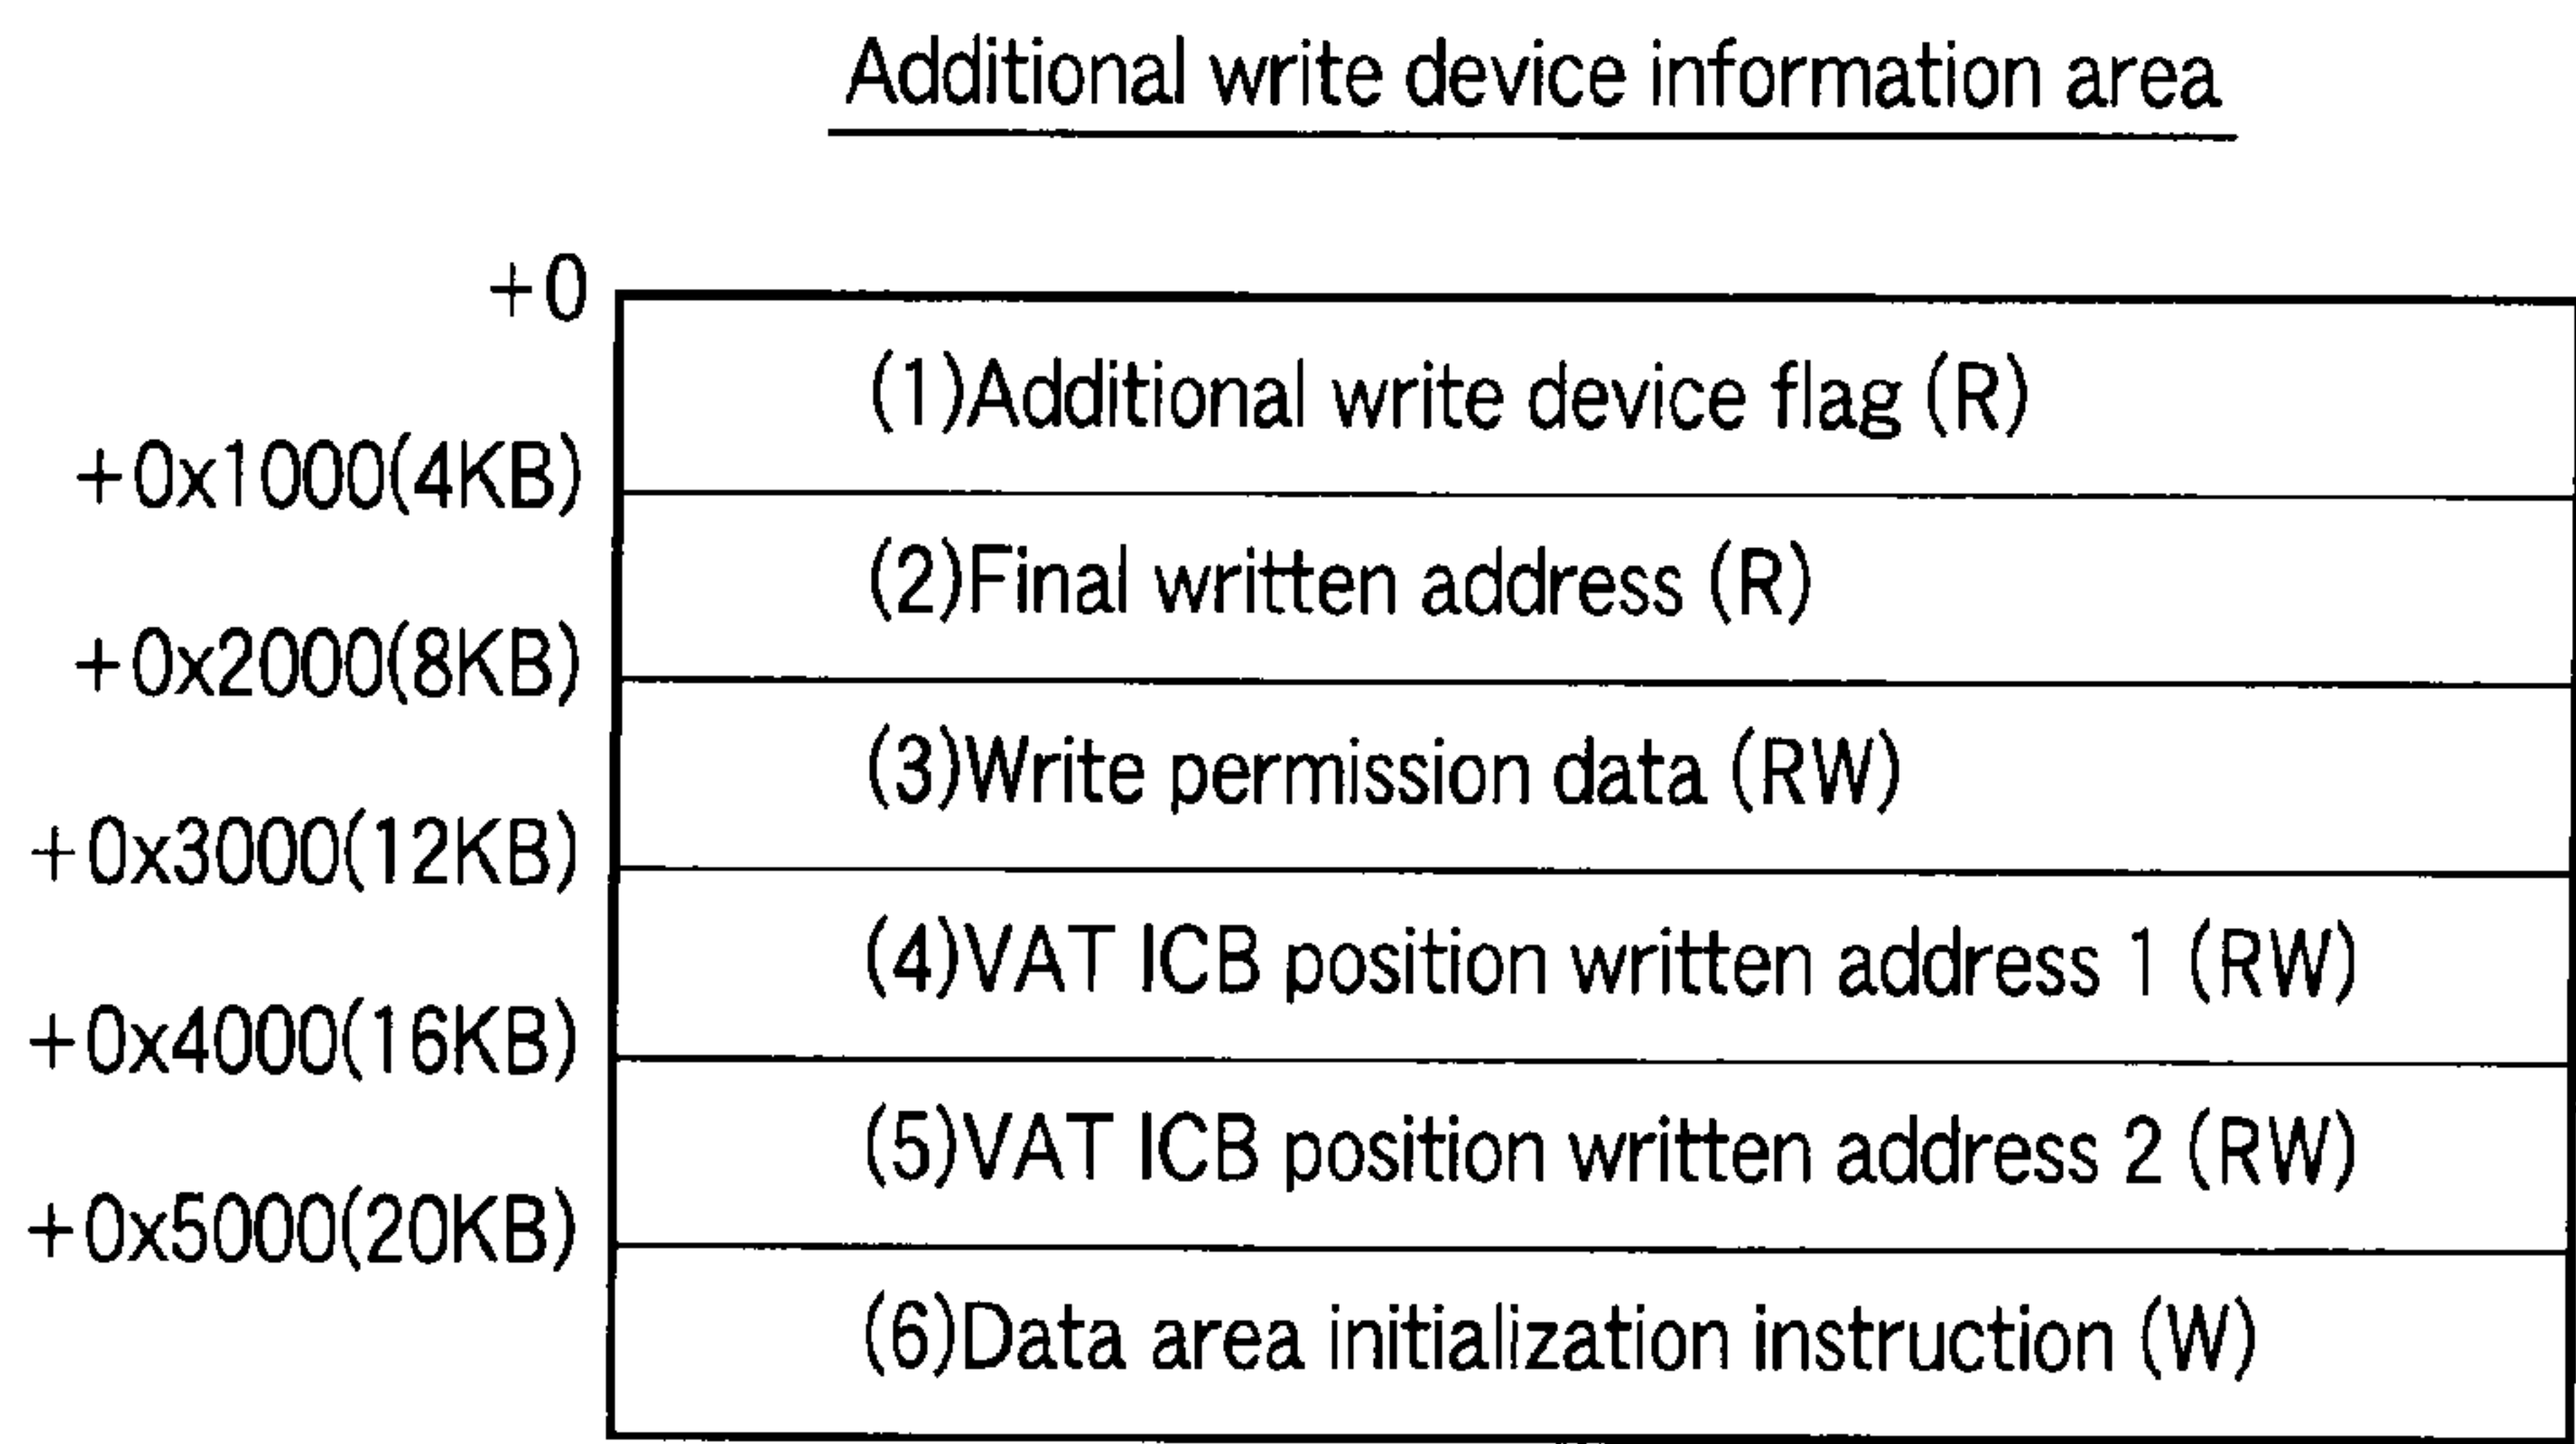 Additional write device information area
+0
(1)Additional write device flag (R)
+0x1000(4KB)
(2)Final written address (R)
+0x2000(8KB)
(3)Write permission data (RW)
+0x3000(12KB)
(4)VAT ICB position written address 1 (RW)
+0x4000(16KB)
(5)VAT ICB position written address 2 (RW)
+0x5000(20KB)
(6)Data area initialization instruction (W)